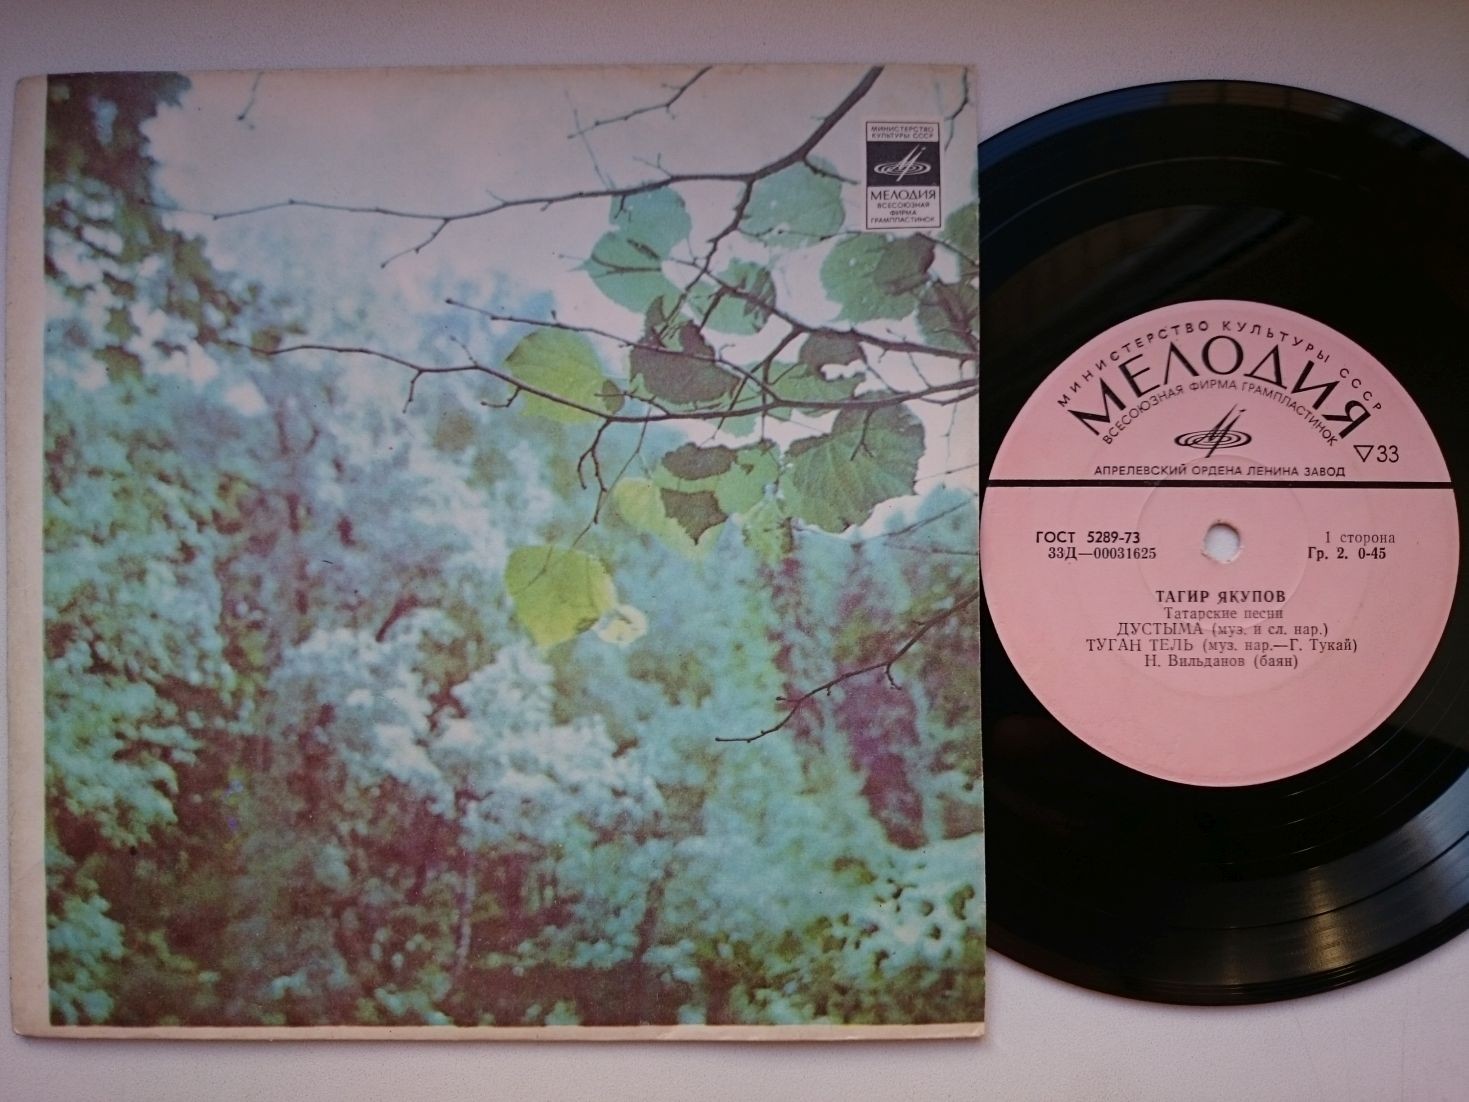 МИНИСТЕРСТВО
КУЛЬТУРЫ СССР
МЕЛОДИЯ
ВСЕСОЮЗНАЯ
ФИРМА
ГРАМПЛАСТИНОК
МИНИСТЕРСТВО КУЛЬТУРЫ СССР
МЕЛОДИЯ
ВСЕСОЮЗНАЯ ФИРМА ГРАМПЛАСТИНОК
▽33
АПРЕЛЕВСКИЙ ОРДЕНА ЛЕНИНА ЗАВОД
ГОСТ 5289-73
33Д—00031625
1 сторона
Гр. 2. 0-45
ТАГИР ЯКУПОВ
Татарские песни
ДУСТЫМА (муз. и сл. нар.)
ТУГАН ТЕЛЬ (муз. нар.—Г. Тукай)
Н. Вильданов (баян)